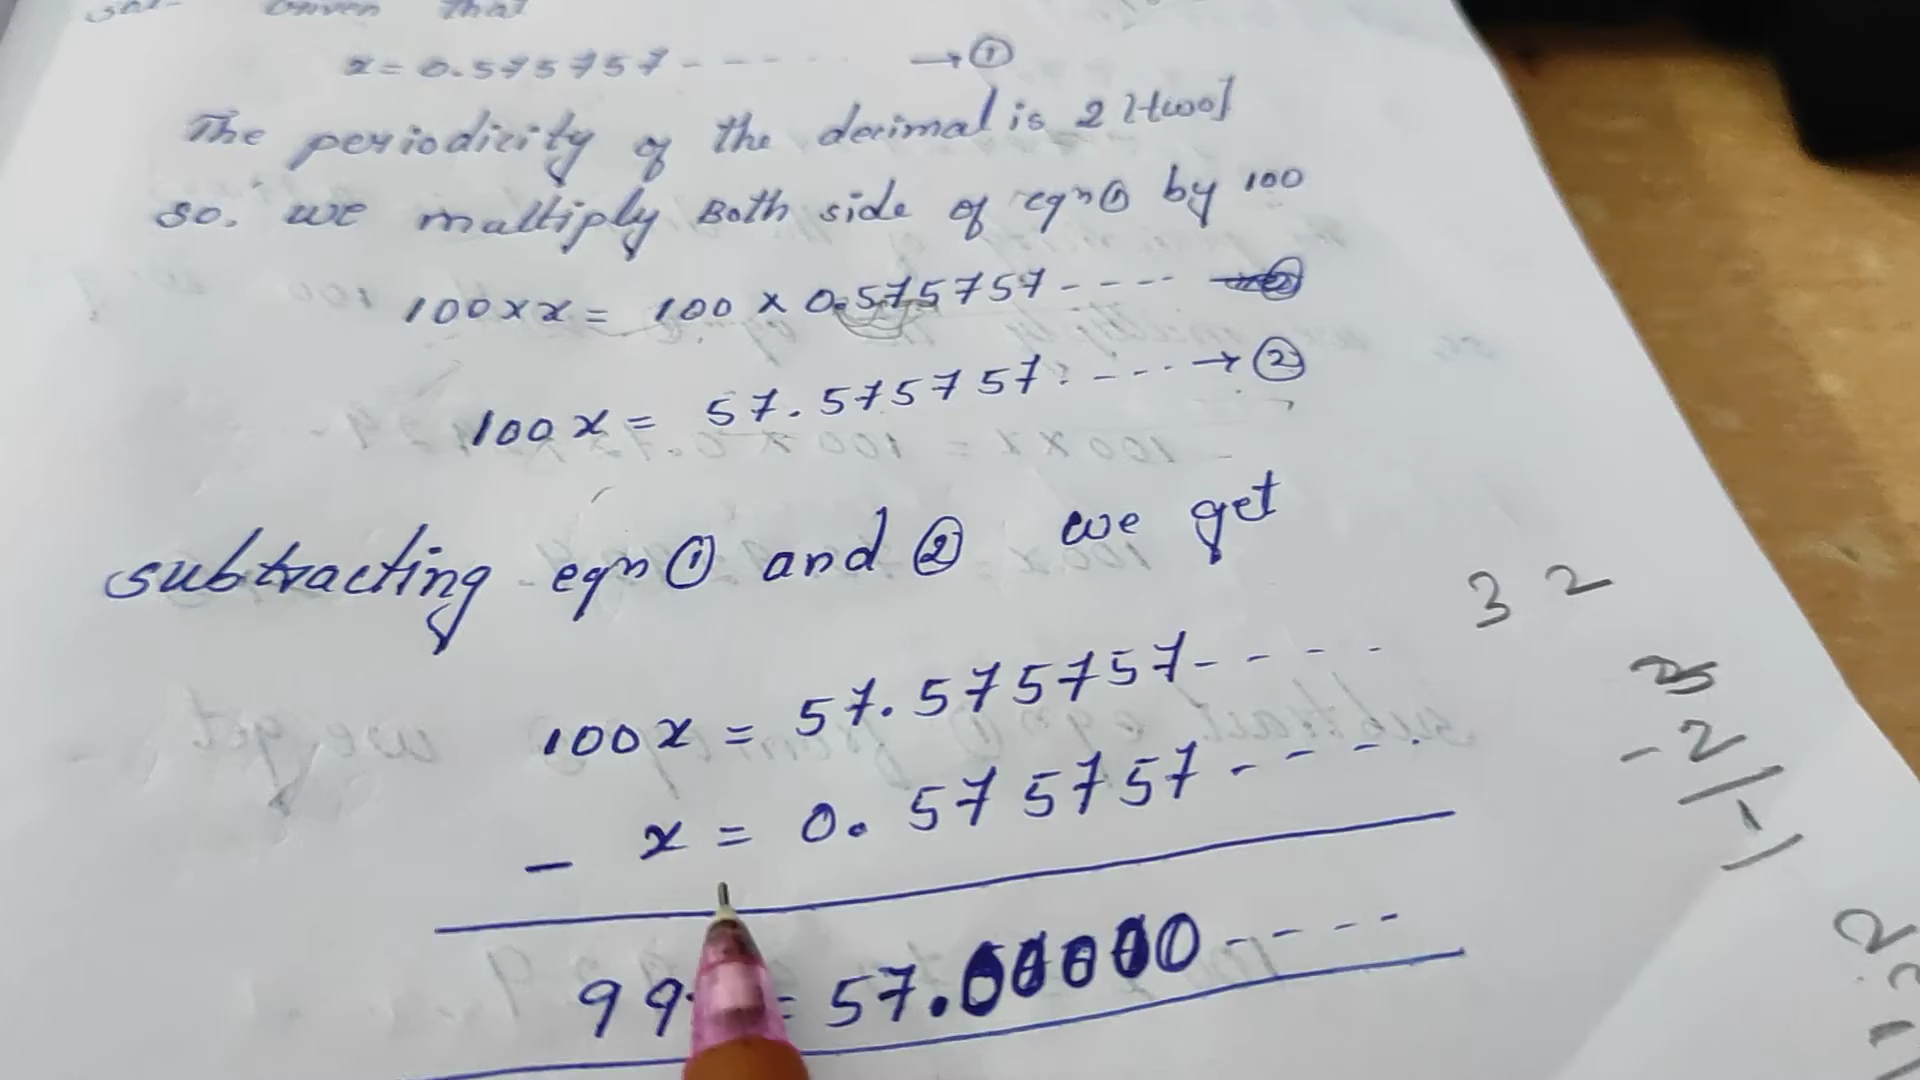 Given that
x = 0.575757----- → ①
The periodicity of the decimal is 2 [two]
so, we multiply Both side of eqn ① by 100
100 × x = 100 × 0.575757----
100x = 57.575757---- → ②
subtracting eqn ① and ② we get
100x = 57.575757----
- x = 0.575757----
99 = 57.00000----
3 2
- 2